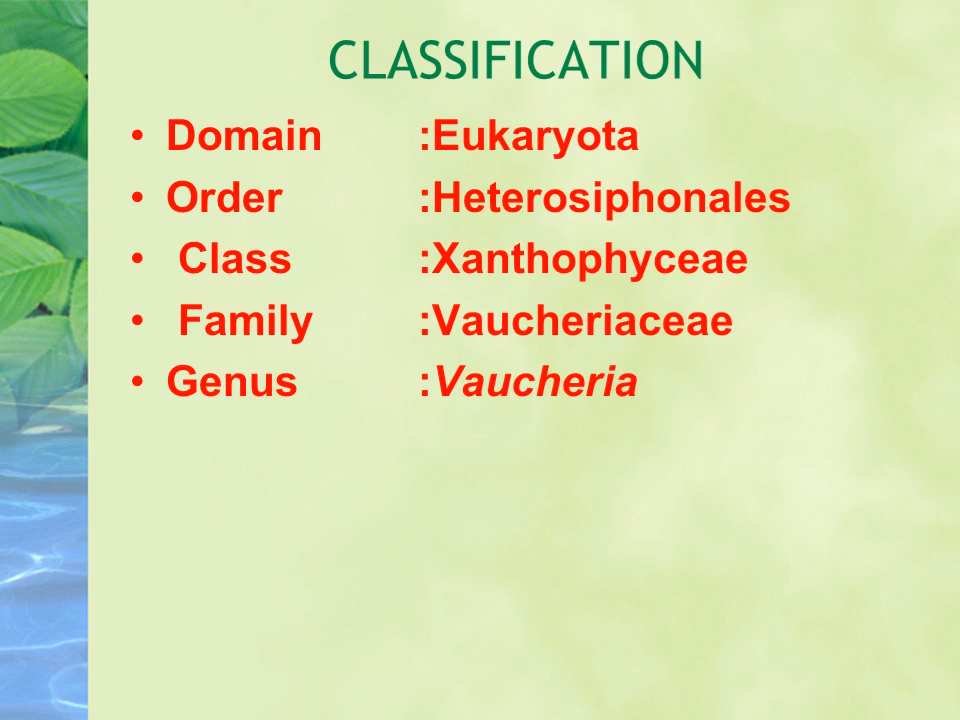 CLASSIFICATION
• Domain :Eukaryota
• Order :Heterosiphonales
• Class :Xanthophyceae
• Family :Vaucheriaceae
• Genus :Vaucheria